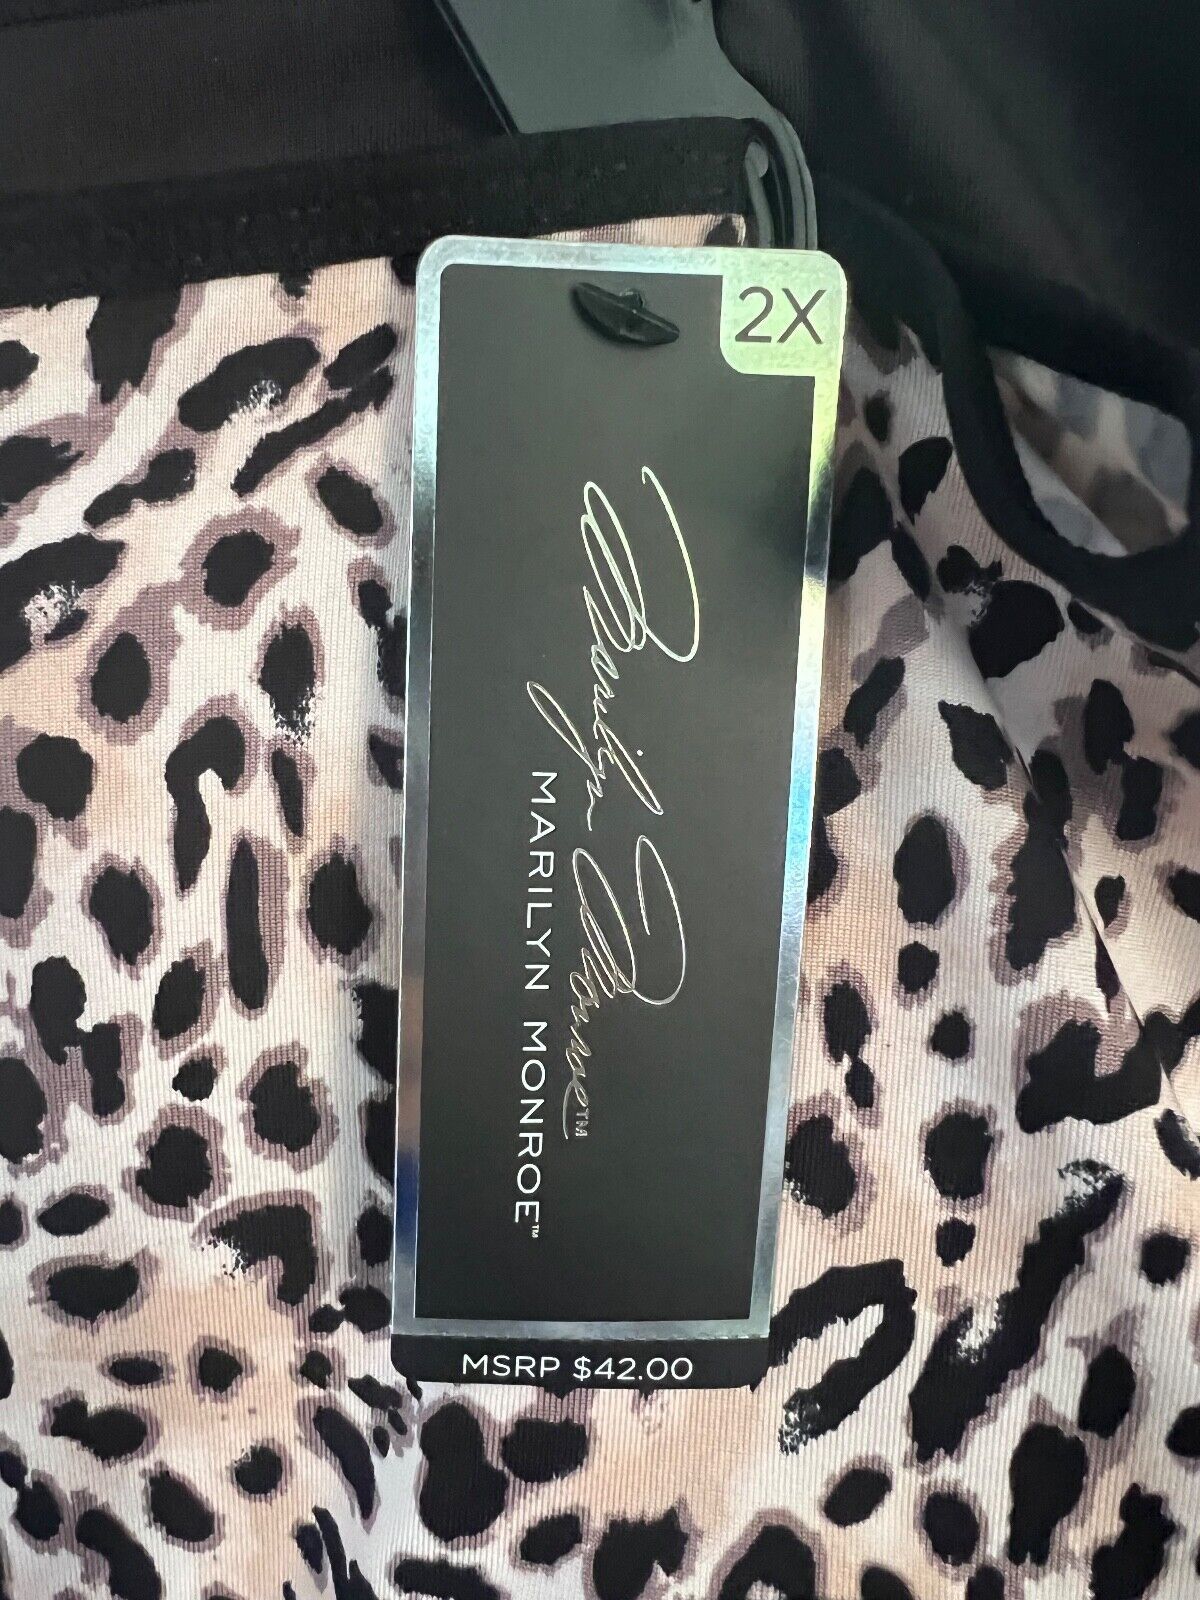 2X
Marilyn Monroe™
MARILYN MONROE™
MSRP $42.00